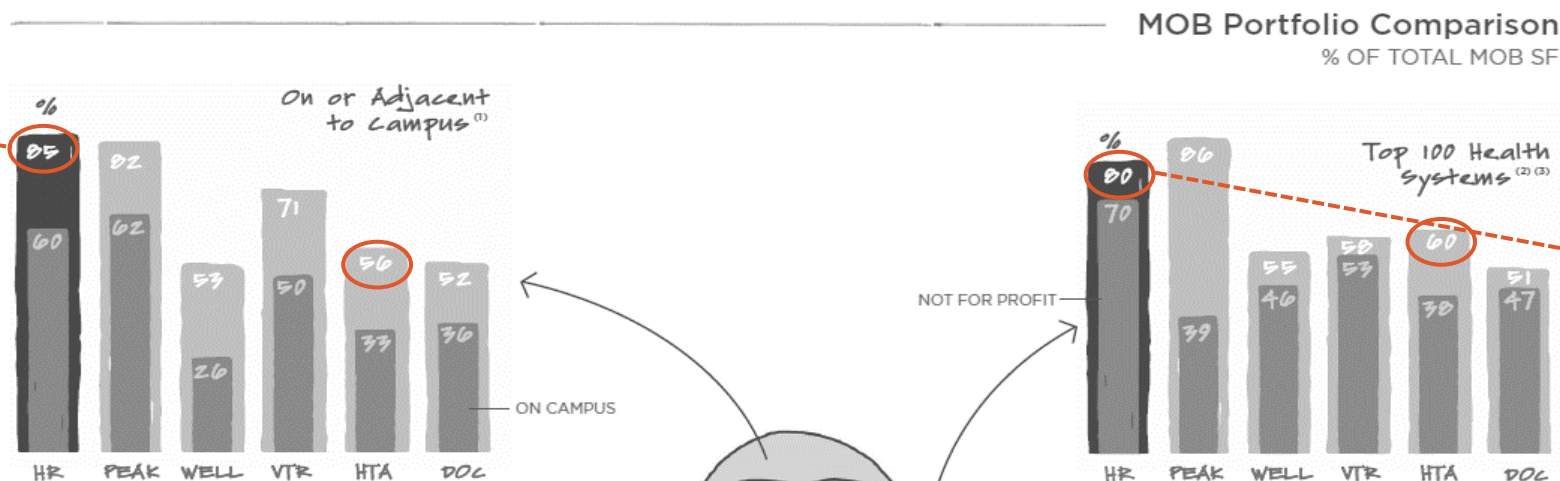 MOB Portfolio Comparison
% OF TOTAL MOB SF
On or Adjacent
to Campus (1)
%
85
82
53
71
56
52
60
62
26
50
33
36
ON CAMPUS
HR PEAK WELL VTR HTA DOC
Top 100 Health
Systems (2) (3)
%
80
86
55
58
60
51
70
39
46
53
38
47
NOT FOR PROFIT
HR PEAK WELL VTR HTA DOC